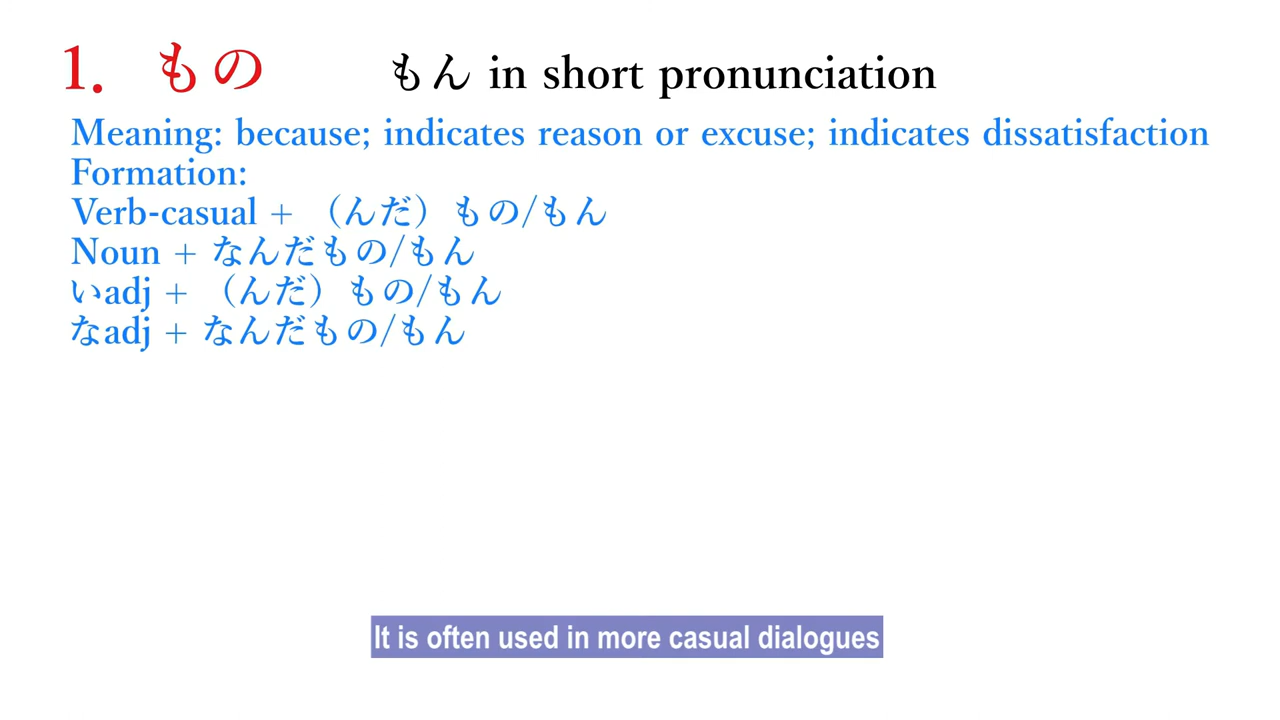 1. もの もん in short pronunciation
Meaning: because; indicates reason or excuse; indicates dissatisfaction
Formation:
Verb-casual + （んだ）もの/もん
Noun + なんだもの/もん
いadj + （んだ）もの/もん
なadj + なんだもの/もん
It is often used in more casual dialogues